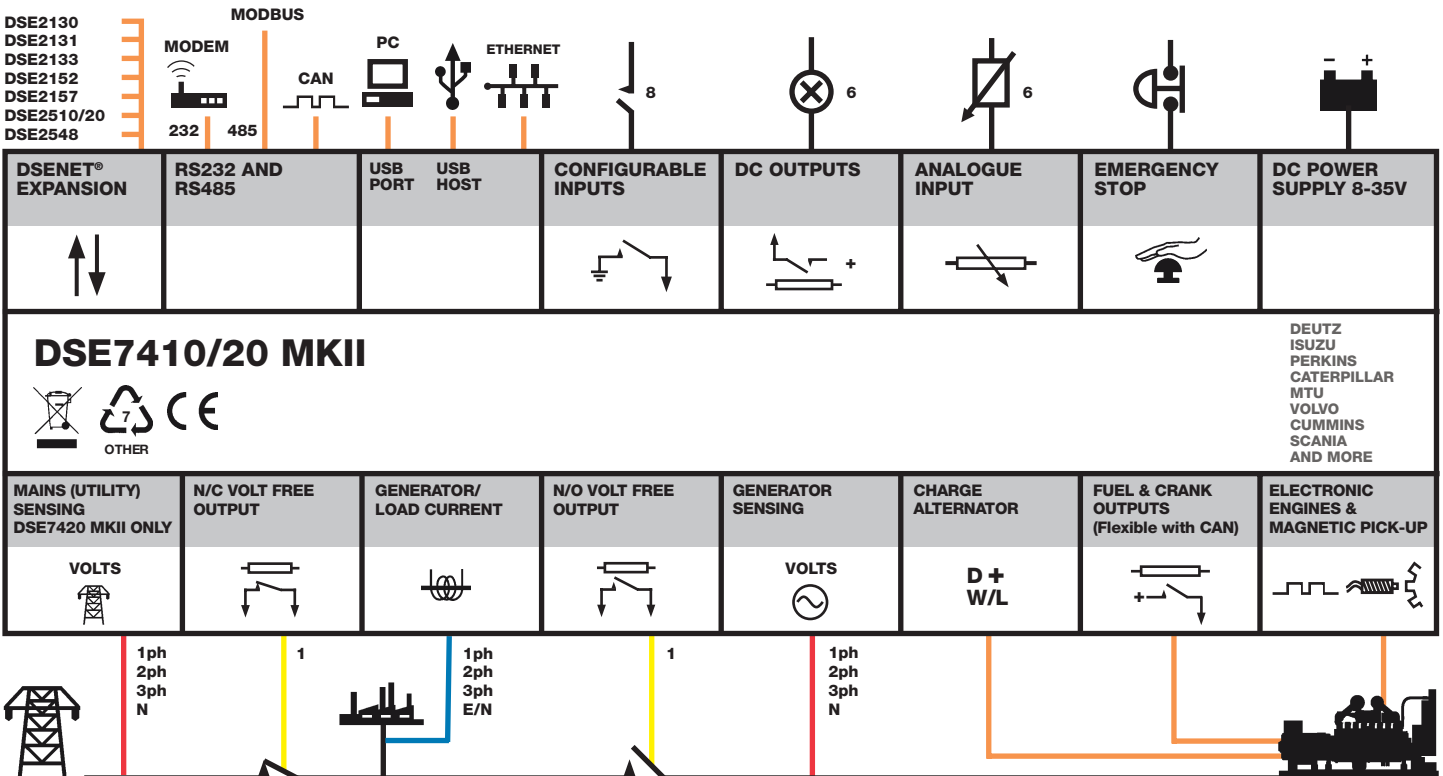 DSE2130
DSE2131
DSE2133
DSE2152
DSE2157
DSE2510/20
DSE2548
MODEM
232
MODBUS
485
CAN
PC
ETHERNET
8
6
6
- +
DSENET®
EXPANSION
RS232 AND
RS485
USB
PORT
USB
HOST
CONFIGURABLE
INPUTS
DC OUTPUTS
+
ANALOGUE
INPUT
EMERGENCY
STOP
DC POWER
SUPPLY 8-35V
DSE7410/20 MKII
7
OTHER
CE
DEUTZ
ISUZU
PERKINS
CATERPILLAR
MTU
VOLVO
CUMMINS
SCANIA
AND MORE
MAINS (UTILITY)
SENSING
DSE7420 MKII ONLY
VOLTS
N/C VOLT FREE
OUTPUT
GENERATOR/
LOAD CURRENT
N/O VOLT FREE
OUTPUT
GENERATOR
SENSING
VOLTS
CHARGE
ALTERNATOR
D +
W/L
FUEL & CRANK
OUTPUTS
(Flexible with CAN)
+
ELECTRONIC
ENGINES &
MAGNETIC PICK-UP
1ph
2ph
3ph
N
1
1ph
2ph
3ph
E/N
1
1ph
2ph
3ph
N